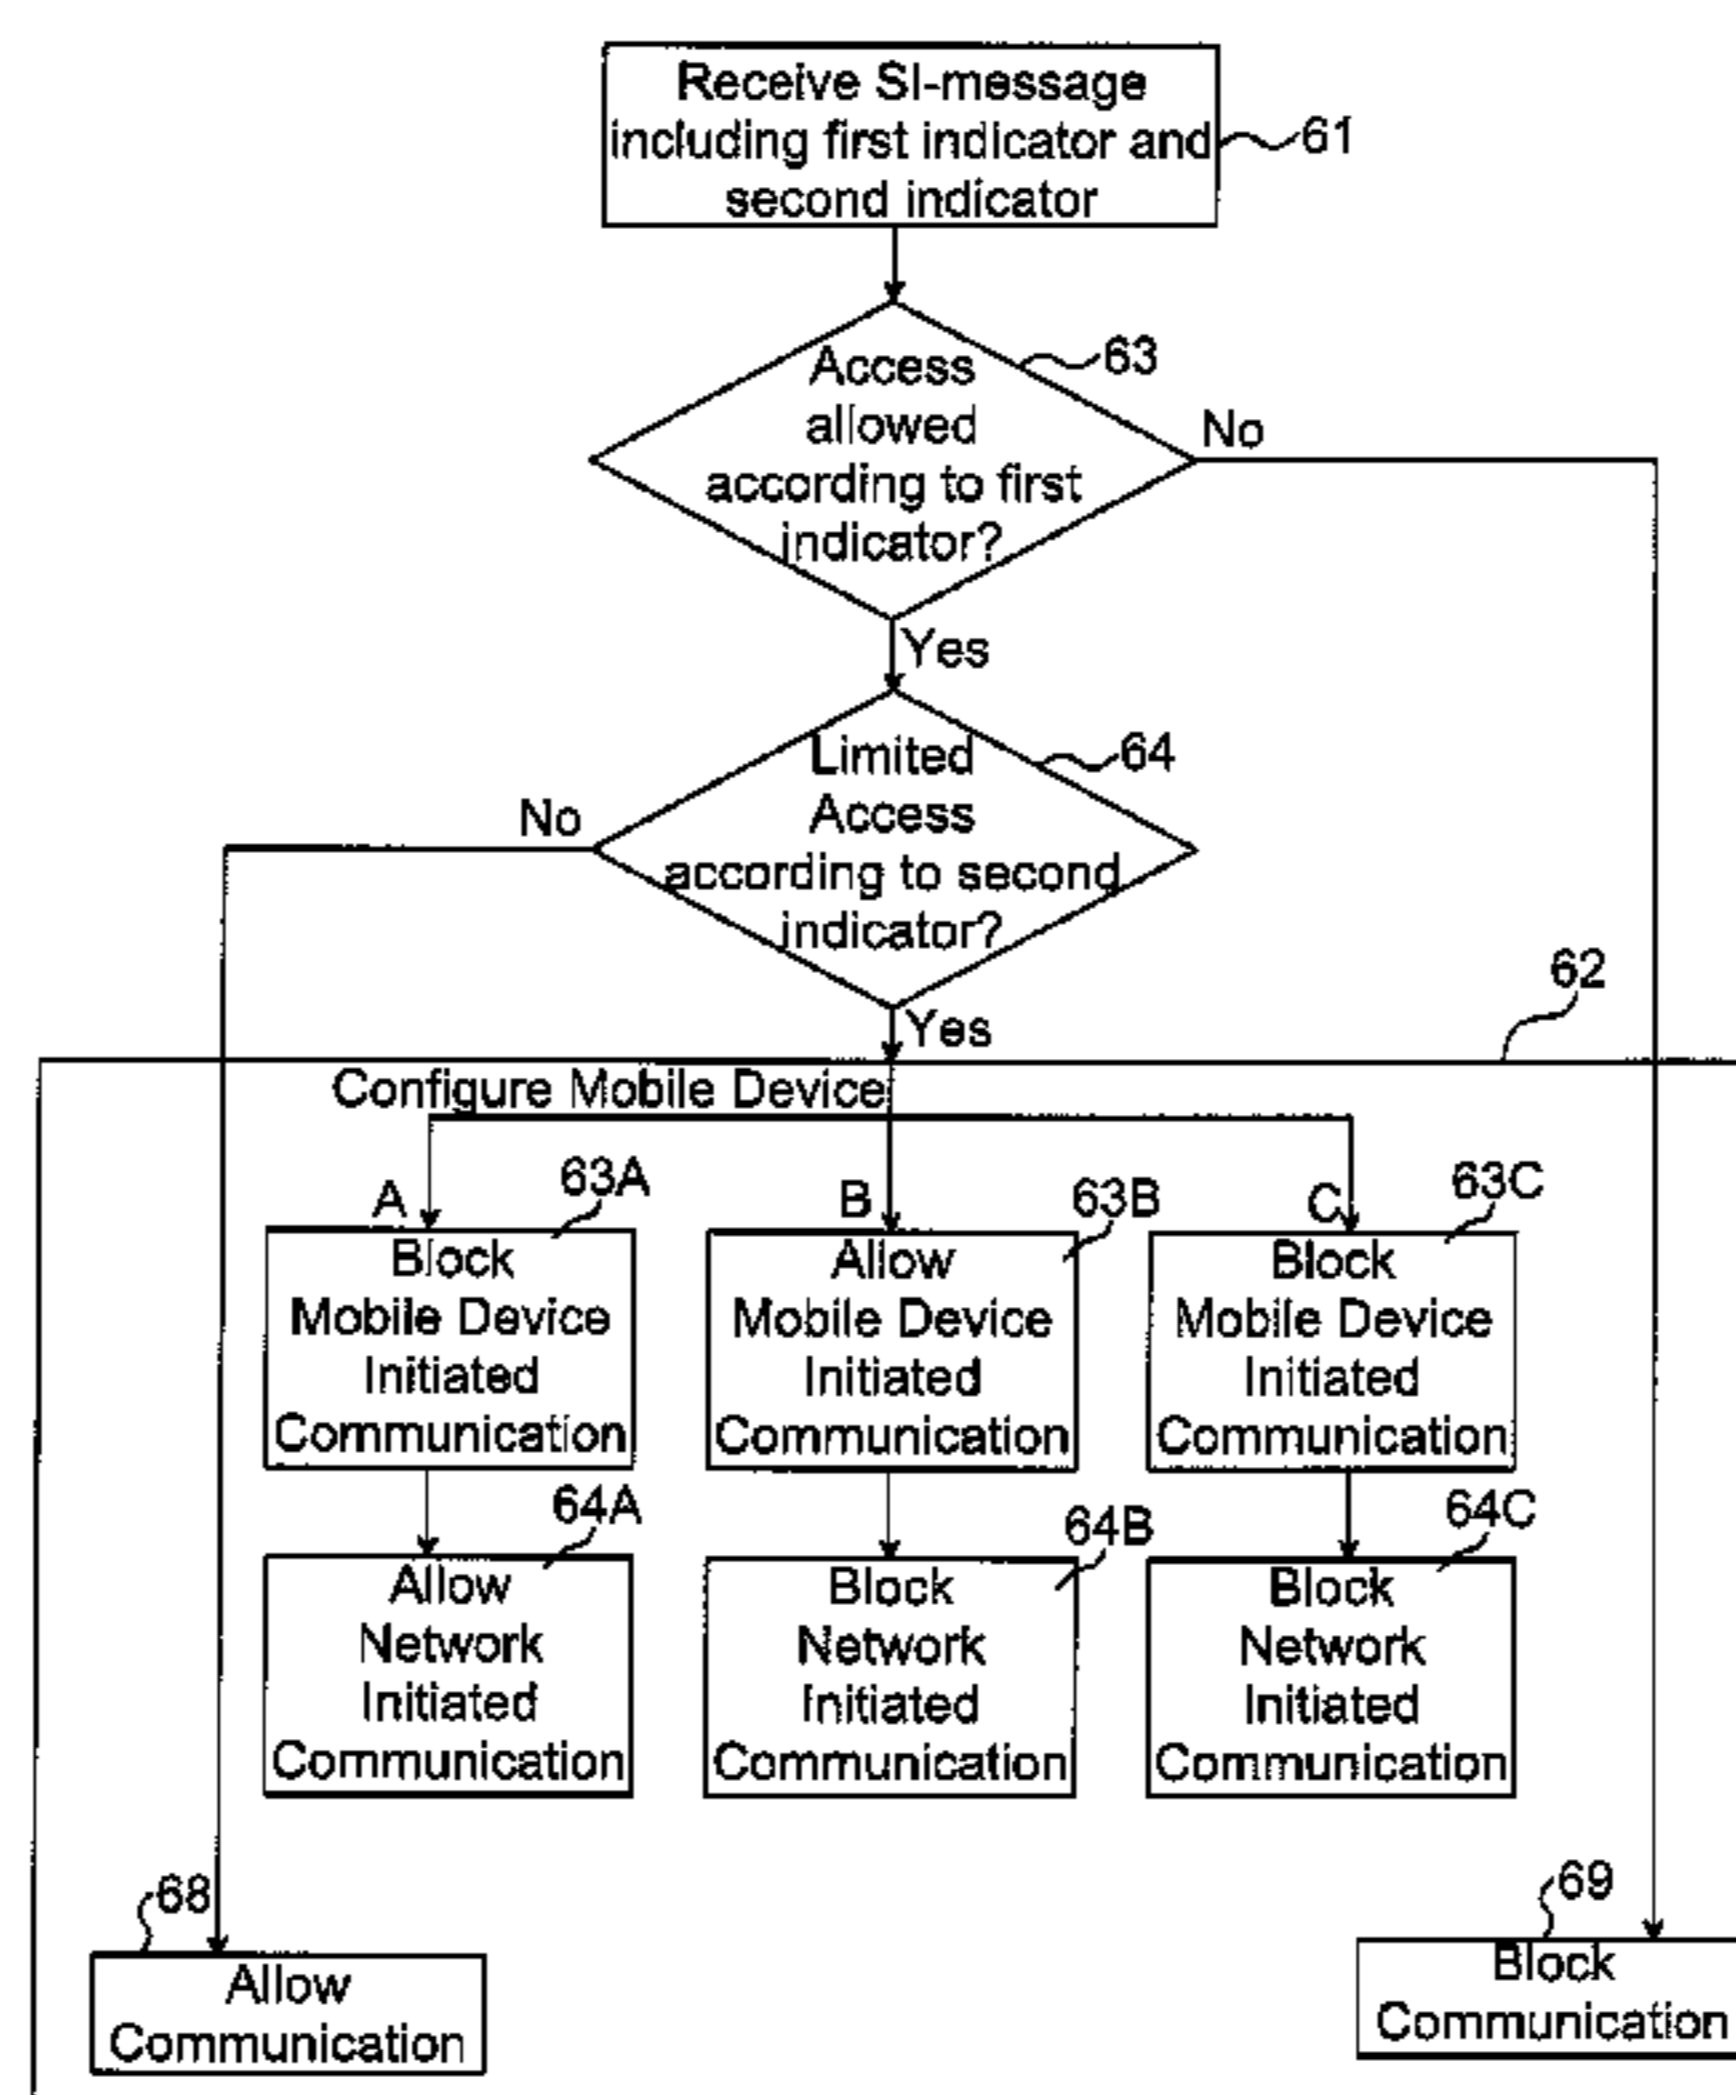 Receive SI-message
including first indicator and
second indicator
61
Access
allowed
according to first
indicator?
63
No
Yes
Limited
Access
according to second
indicator?
64
No
Yes
62
Configure Mobile Device
A
63A
Block
Mobile Device
Initiated
Communication
B
63B
Allow
Mobile Device
Initiated
Communication
C
63C
Block
Mobile Device
Initiated
Communication
64A
Allow
Network
Initiated
Communication
64B
Block
Network
Initiated
Communication
64C
Block
Network
Initiated
Communication
68
Allow
Communication
69
Block
Communication